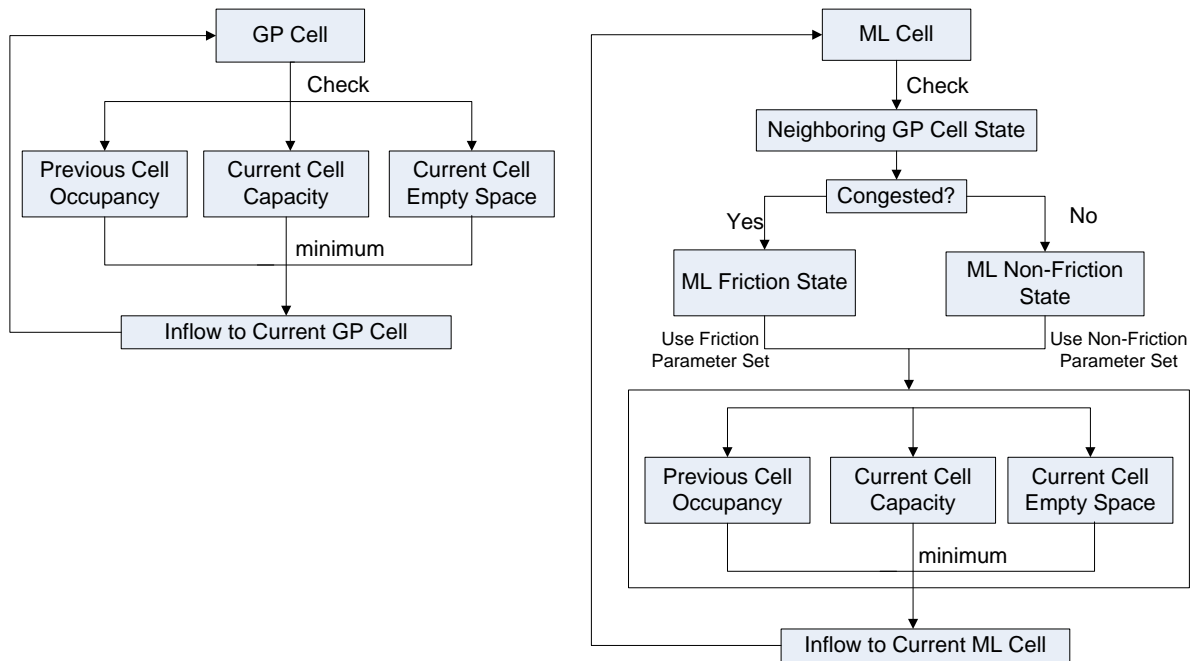 GP Cell
Check
Previous Cell
Occupancy
Current Cell
Capacity
Current Cell
Empty Space
minimum
Inflow to Current GP Cell
ML Cell
Check
Neighboring GP Cell State
Congested?
Yes
No
ML Friction State
ML Non-Friction
State
Use Friction
Parameter Set
Use Non-Friction
Parameter Set
Previous Cell
Occupancy
Current Cell
Capacity
Current Cell
Empty Space
minimum
Inflow to Current ML Cell